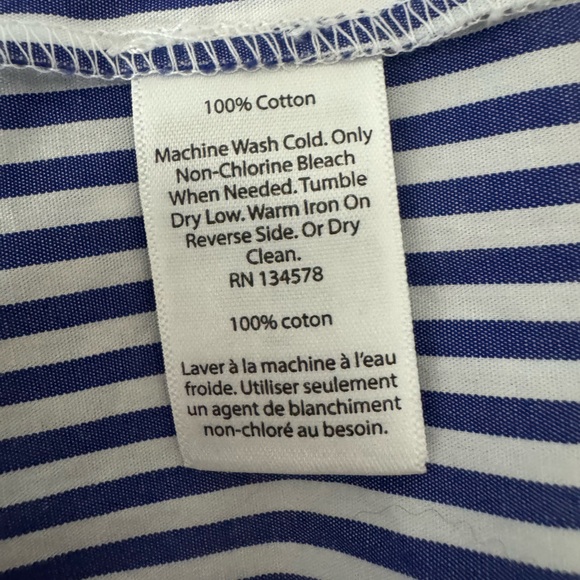 100% Cotton
Machine Wash Cold. Only
Non-Chlorine Bleach
When Needed. Tumble
Dry Low. Warm Iron On
Reverse Side. Or Dry
Clean.
RN 134578
100% coton
Laver à la machine à l'eau
froide. Utiliser seulement
un agent de blanchiment
non-chloré au besoin.